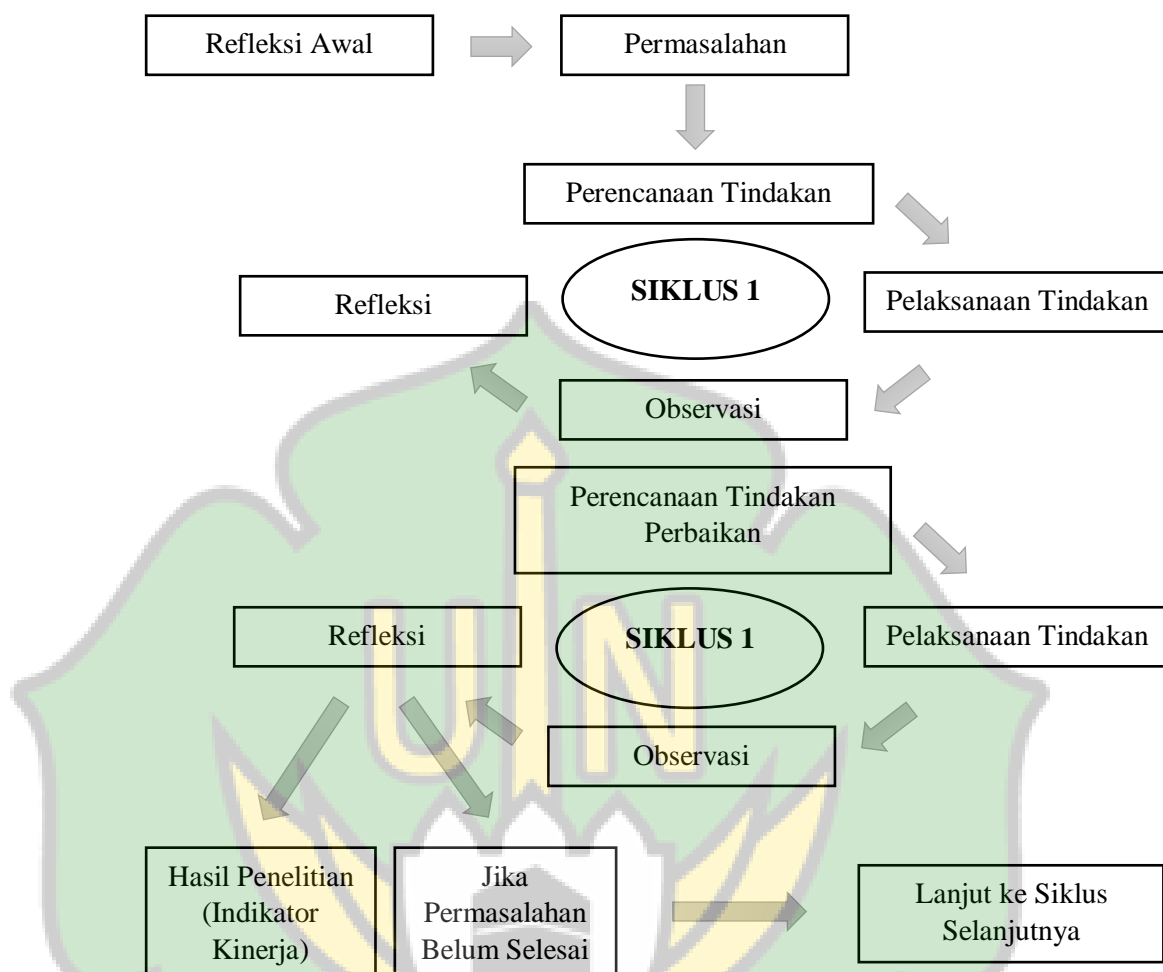 Refleksi Awal
Permasalahan
Perencanaan Tindakan
SIKLUS 1
Refleksi
Pelaksanaan Tindakan
Observasi
Perencanaan Tindakan
Perbaikan
Refleksi
SIKLUS 1
Pelaksanaan Tindakan
Observasi
Hasil Penelitian
(Indikator
Kinerja)
Jika
Permasalahan
Belum Selesai
Lanjut ke Siklus
Selanjutnya
UIN